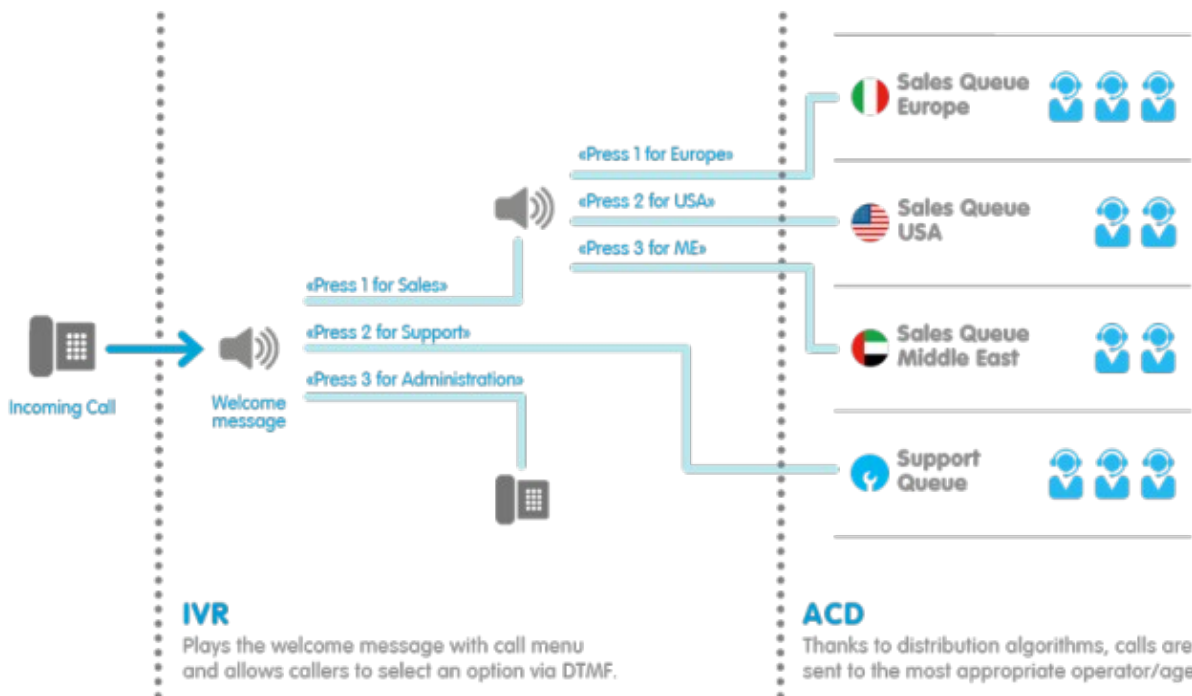 Incoming Call
Welcome
message
«Press 1 for Sales»
«Press 2 for Support»
«Press 3 for Administration»
«Press 1 for Europe»
«Press 2 for USA»
«Press 3 for ME»
Sales Queue
Europe
Sales Queue
USA
Sales Queue
Middle East
Support
Queue
IVR
Plays the welcome message with call menu
and allows callers to select an option via DTMF.
ACD
Thanks to distribution algorithms, calls are
sent to the most appropriate operator/age